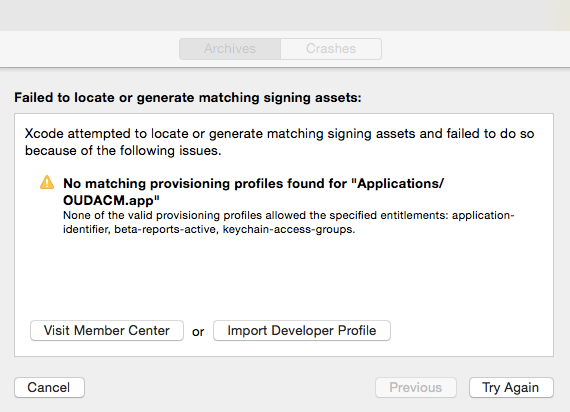 Archives
Crashes
Failed to locate or generate matching signing assets:
Xcode attempted to locate or generate matching signing assets and failed to do so
because of the following issues.
No matching provisioning profiles found for "Applications/
OUDACM.app"
None of the valid provisioning profiles allowed the specified entitlements: application-
identifier, beta-reports-active, keychain-access-groups.
Visit Member Center or Import Developer Profile
Cancel
Previous
Try Again